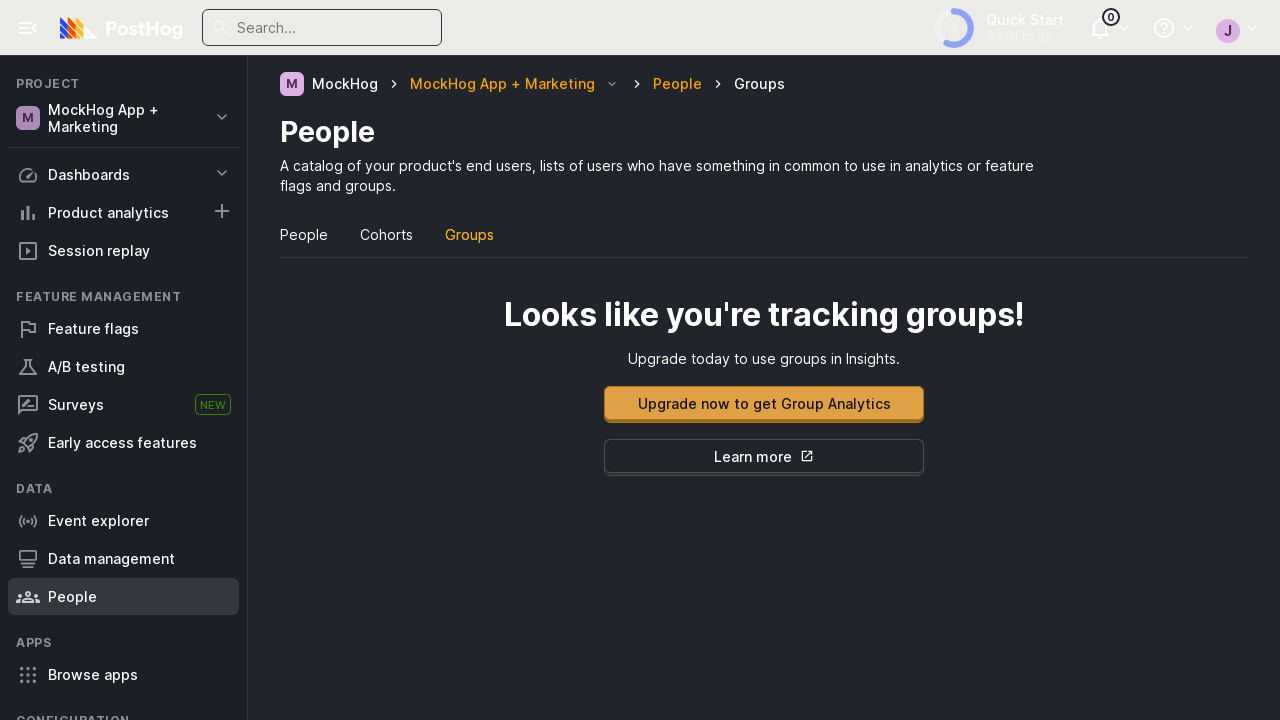 PostHog
Search...
3
Quick Start
3 still to go
0
J
PROJECT
M
MockHog App +
Marketing
Dashboards
Product analytics
Session replay
FEATURE MANAGEMENT
Feature flags
A/B testing
Surveys
NEW
Early access features
DATA
Event explorer
Data management
People
APPS
Browse apps
CONFIGURATION
M
MockHog
MockHog App + Marketing
People
Groups
People
A catalog of your product's end users, lists of users who have something in common to use in analytics or feature
flags and groups.
People
Cohorts
Groups
Looks like you're tracking groups!
Upgrade today to use groups in Insights.
Upgrade now to get Group Analytics
Learn more